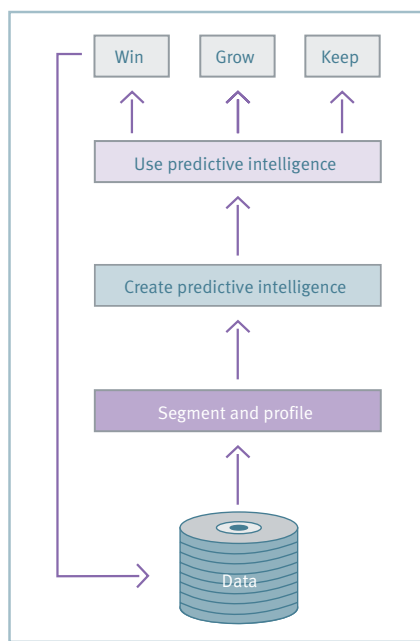 Win
Grow
Keep
Use predictive intelligence
Create predictive intelligence
Segment and profile
Data